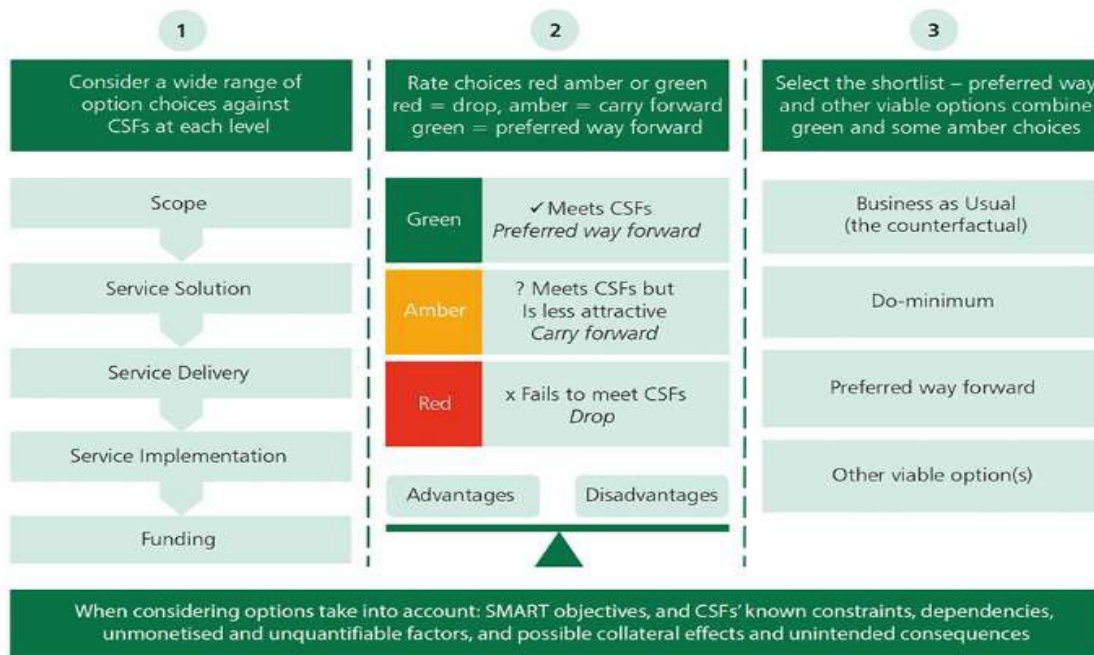 1
Consider a wide range of
option choices against
CSFs at each level
Scope
Service Solution
Service Delivery
Service Implementation
Funding
2
Rate choices red amber or green
red = drop, amber = carry forward
green = preferred way forward
Green
✓ Meets CSFs
Preferred way forward
Amber
? Meets CSFs but
Is less attractive
Carry forward
Red
x Fails to meet CSFs
Drop
Advantages
Disadvantages
3
Select the shortlist – preferred way
and other viable options combine
green and some amber choices
Business as Usual
(the counterfactual)
Do-minimum
Preferred way forward
Other viable option(s)
When considering options take into account: SMART objectives, and CSFs' known constraints, dependencies,
unmonetised and unquantifiable factors, and possible collateral effects and unintended consequences